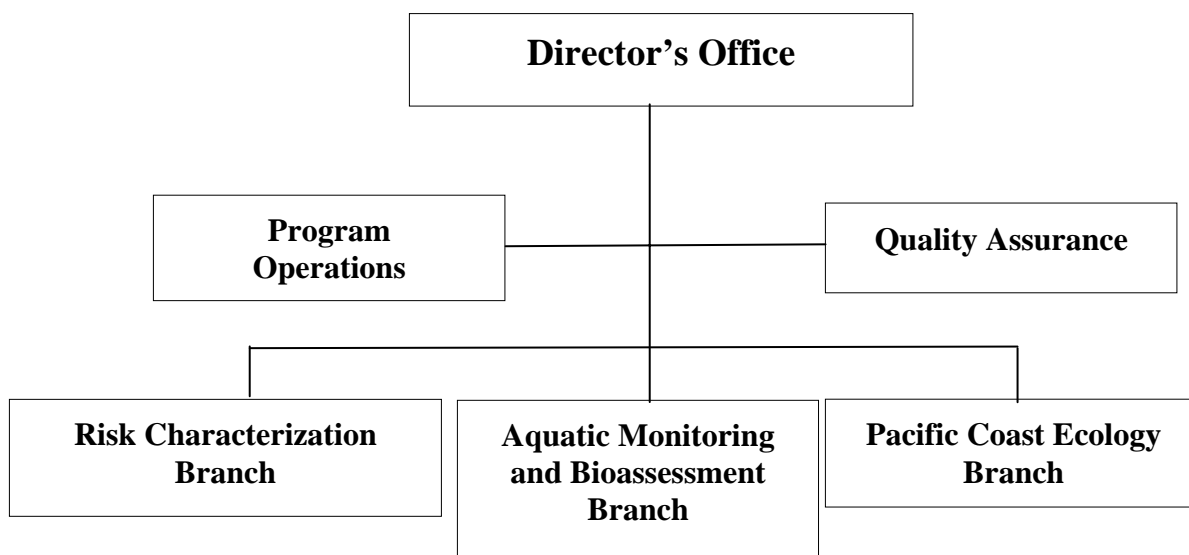 Director’s Office
Program
Operations
Quality Assurance
Risk Characterization
Branch
Aquatic Monitoring
and Bioassessment
Branch
Pacific Coast Ecology
Branch